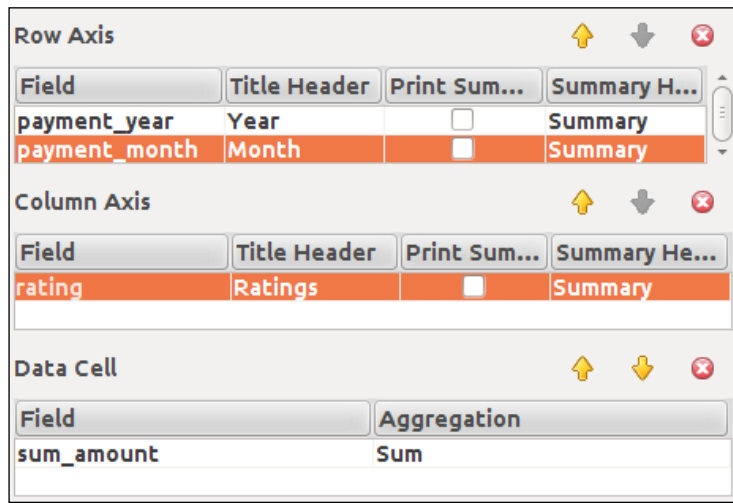 Row Axis
Field Title Header Print Sum... Summary H...
payment_year Year Summary
payment_month Month Summary
Column Axis
Field Title Header Print Sum... Summary He...
rating Ratings Summary
Data Cell
Field Aggregation
sum_amount Sum